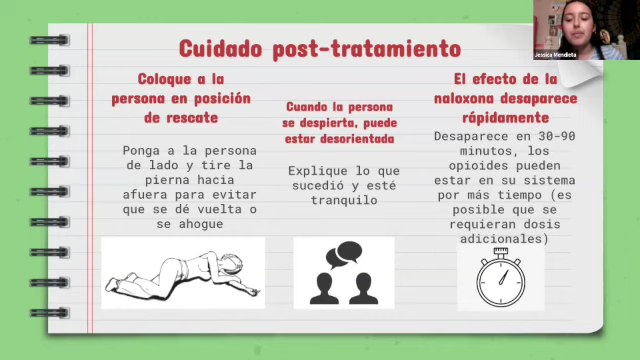 Cuidado post-tratamiento
Coloque a la
persona en posición
de rescate
Ponga a la persona
de lado y tire la
pierna hacia
afuera para evitar
que se dé vuelta o
se ahogue
Cuando la persona
se despierta, puede
estar desorientada
Explique lo que
sucedió y esté
tranquilo
El efecto de la
naloxona desaparece
rápidamente
Desaparece en 30-90
minutos, los
opioides pueden
estar en su sistema
por más tiempo (es
posible que se
requieran dosis
adicionales)
Jessica Mendieta